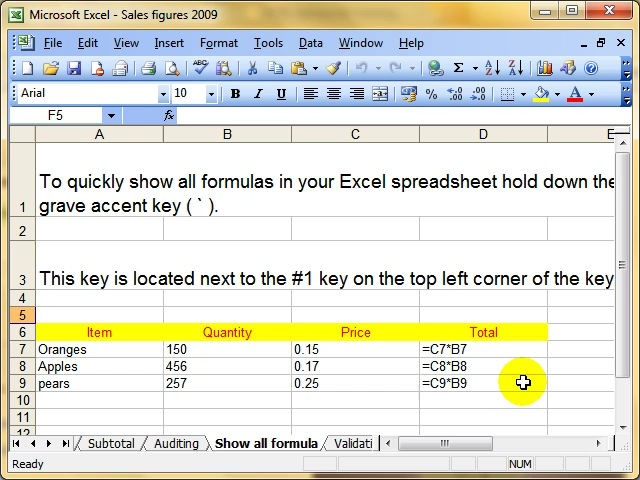 Microsoft Excel - Sales figures 2009
File Edit View Insert Format Tools Data Window Help
Arial 10 B I U % .00
F5 fx
A B C D E
1 To quickly show all formulas in your Excel spreadsheet hold down the
grave accent key ( ` ).
2
3 This key is located next to the #1 key on the top left corner of the key
4
5
6 Item Quantity Price Total
7 Oranges 150 0.15 =C7*B7
8 Apples 456 0.17 =C8*B8
9 pears 257 0.25 =C9*B9
10
11
Subtotal Auditing Show all formula Validati
Ready NUM